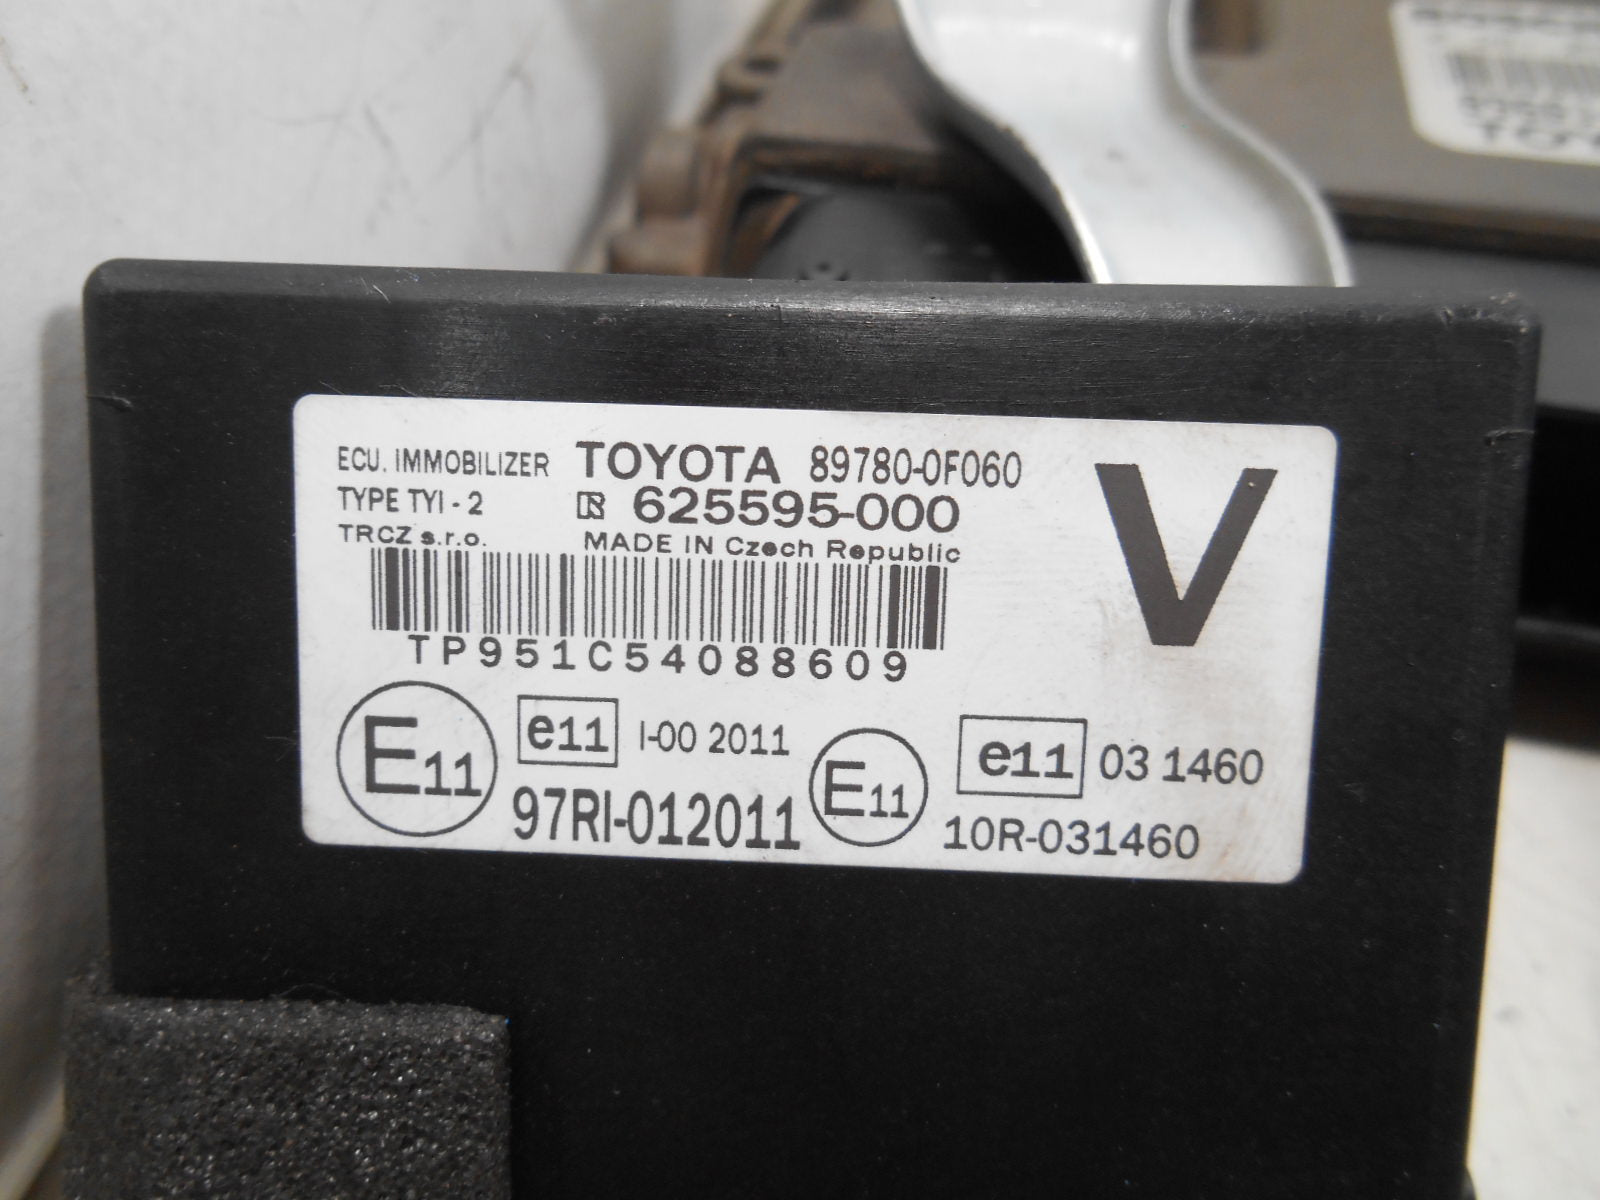 ECU. IMMOBILIZER TOYOTA 89780-0F060
TYPE TYI - 2 R 625595-000
TRCZ s.r.o. MADE IN Czech Republic
V
TP951C54088609
E11 e11 I-00 2011
97RI-012011
E11 e11 03 1460
10R-031460